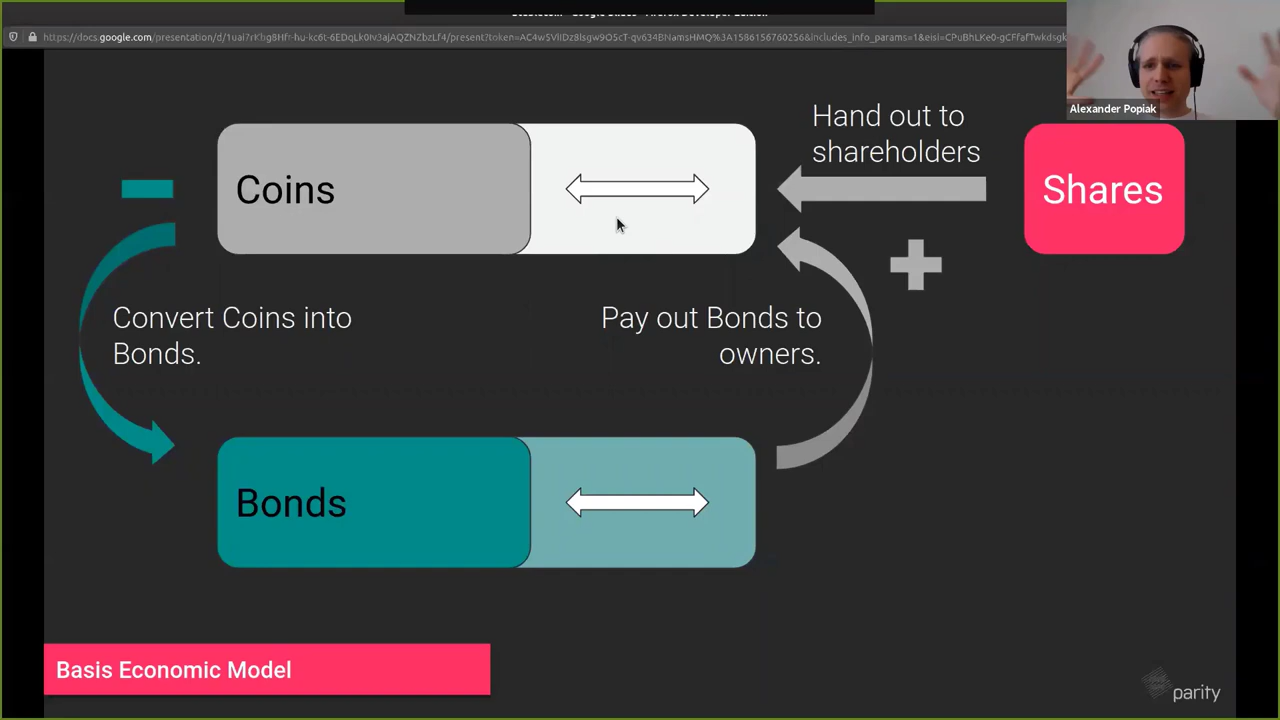 Alexander Popiak
Hand out to
shareholders
Coins
Shares
Convert Coins into
Bonds.
Pay out Bonds to
owners.
Bonds
Basis Economic Model
parity